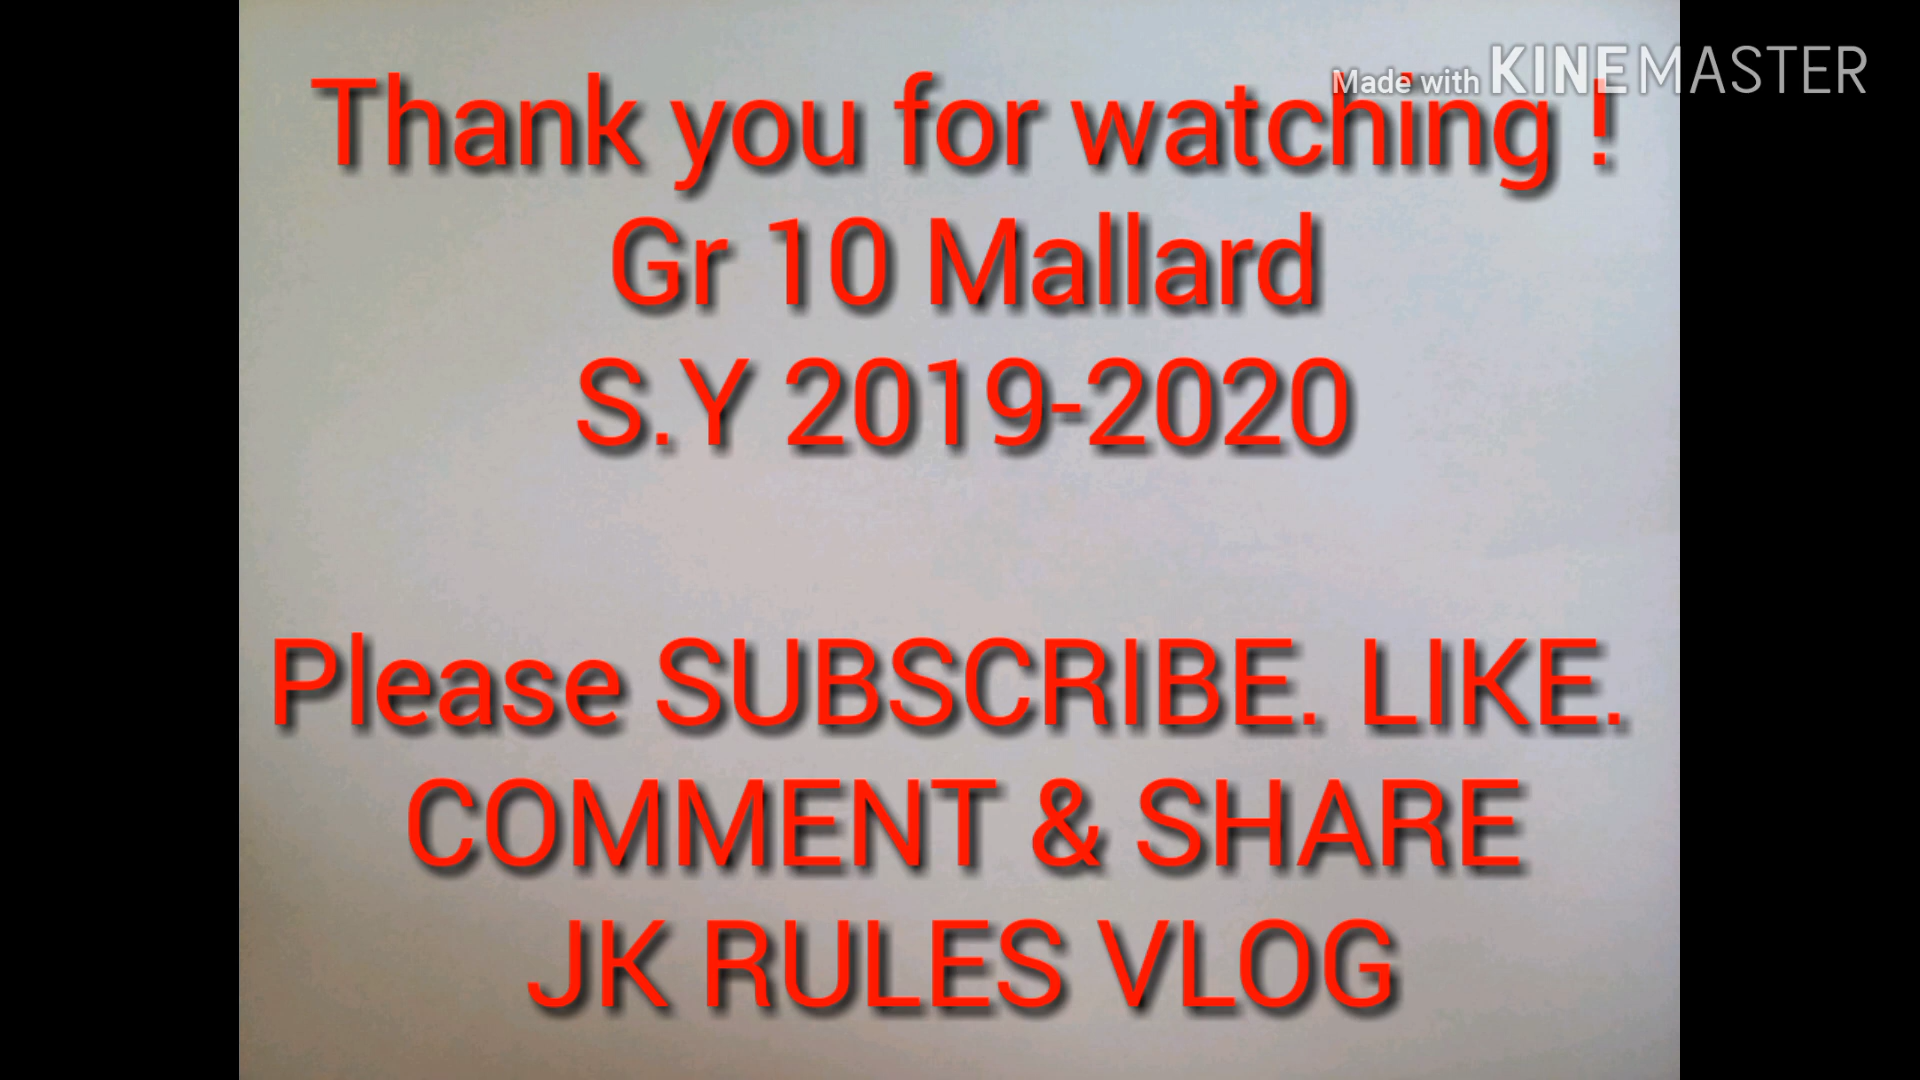 Made with KINEMASTER
Thank you for watching !
Gr 10 Mallard
S.Y 2019-2020
Please SUBSCRIBE. LIKE.
COMMENT & SHARE
JK RULES VLOG